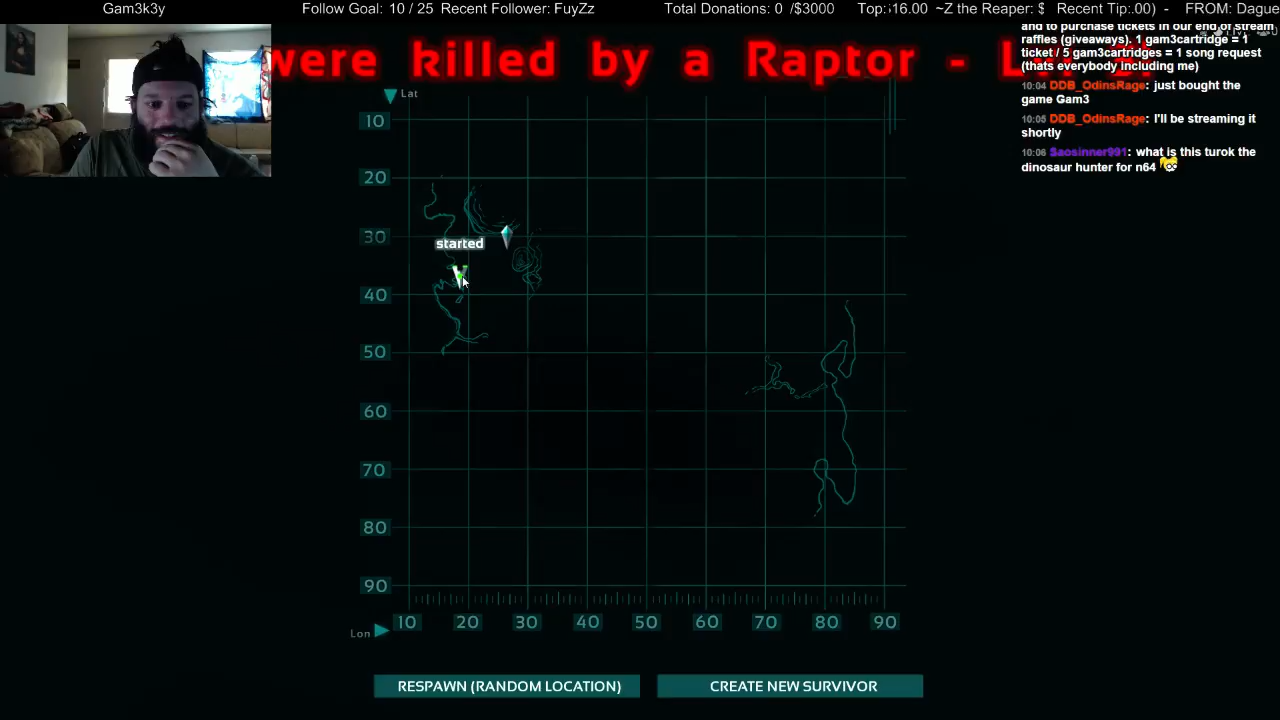 Gam3k3y
Follow Goal: 10 / 25 Recent Follower: FuyZz
Total Donations: 0 /$3000
~Z the Reaper: $
Recent Tip:
FROM: Dague
were killed by a Raptor -
and to purchase tickets in our end of stream
raffles (giveaways). 1 gam3cartridge = 1
ticket / 5 gam3cartridges = 1 song request
(thats everybody including me)
10:04 DDB_OdinsRage: just bought the
game Gam3
10:05 DDB_OdinsRage: I'll be streaming it
shortly
10:06 Saosinner991: what is this turok the
dinosaur hunter for n64
Lat
10
20
30
started
40
50
60
70
80
90
Lon
10 20 30 40 50 60 70 80 90
RESPAWN (RANDOM LOCATION)
CREATE NEW SURVIVOR